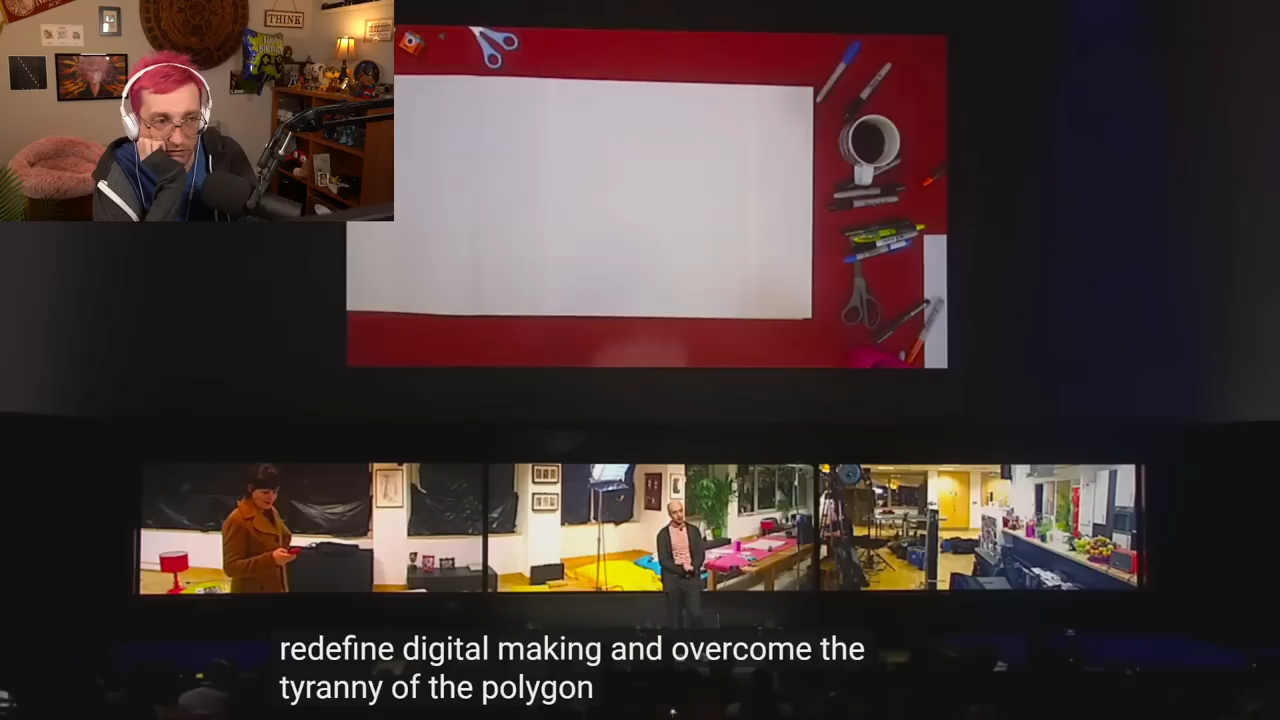 THINK
redefine digital making and overcome the
tyranny of the polygon